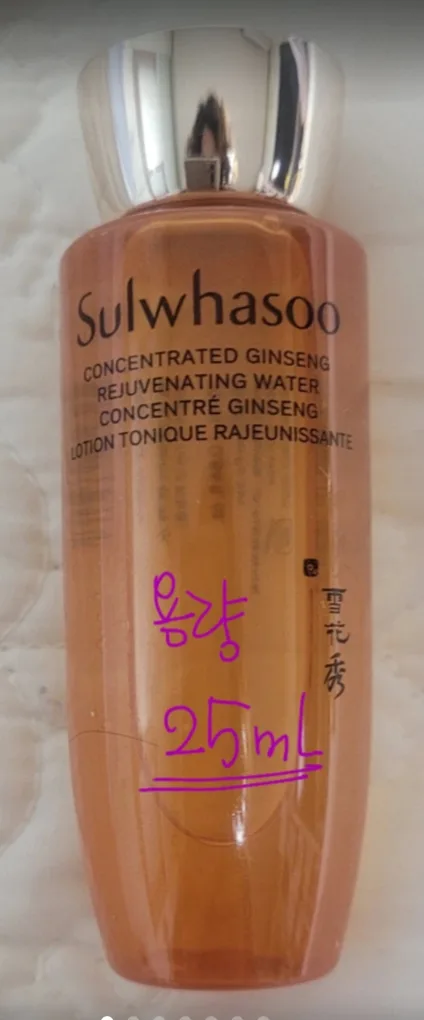 Sulwhasoo
CONCENTRATED GINSENG
REJUVENATING WATER
CONCENTRÉ GINSENG
LOTION TONIQUE RAJEUNISSANTE
雪花秀
용량
25mL